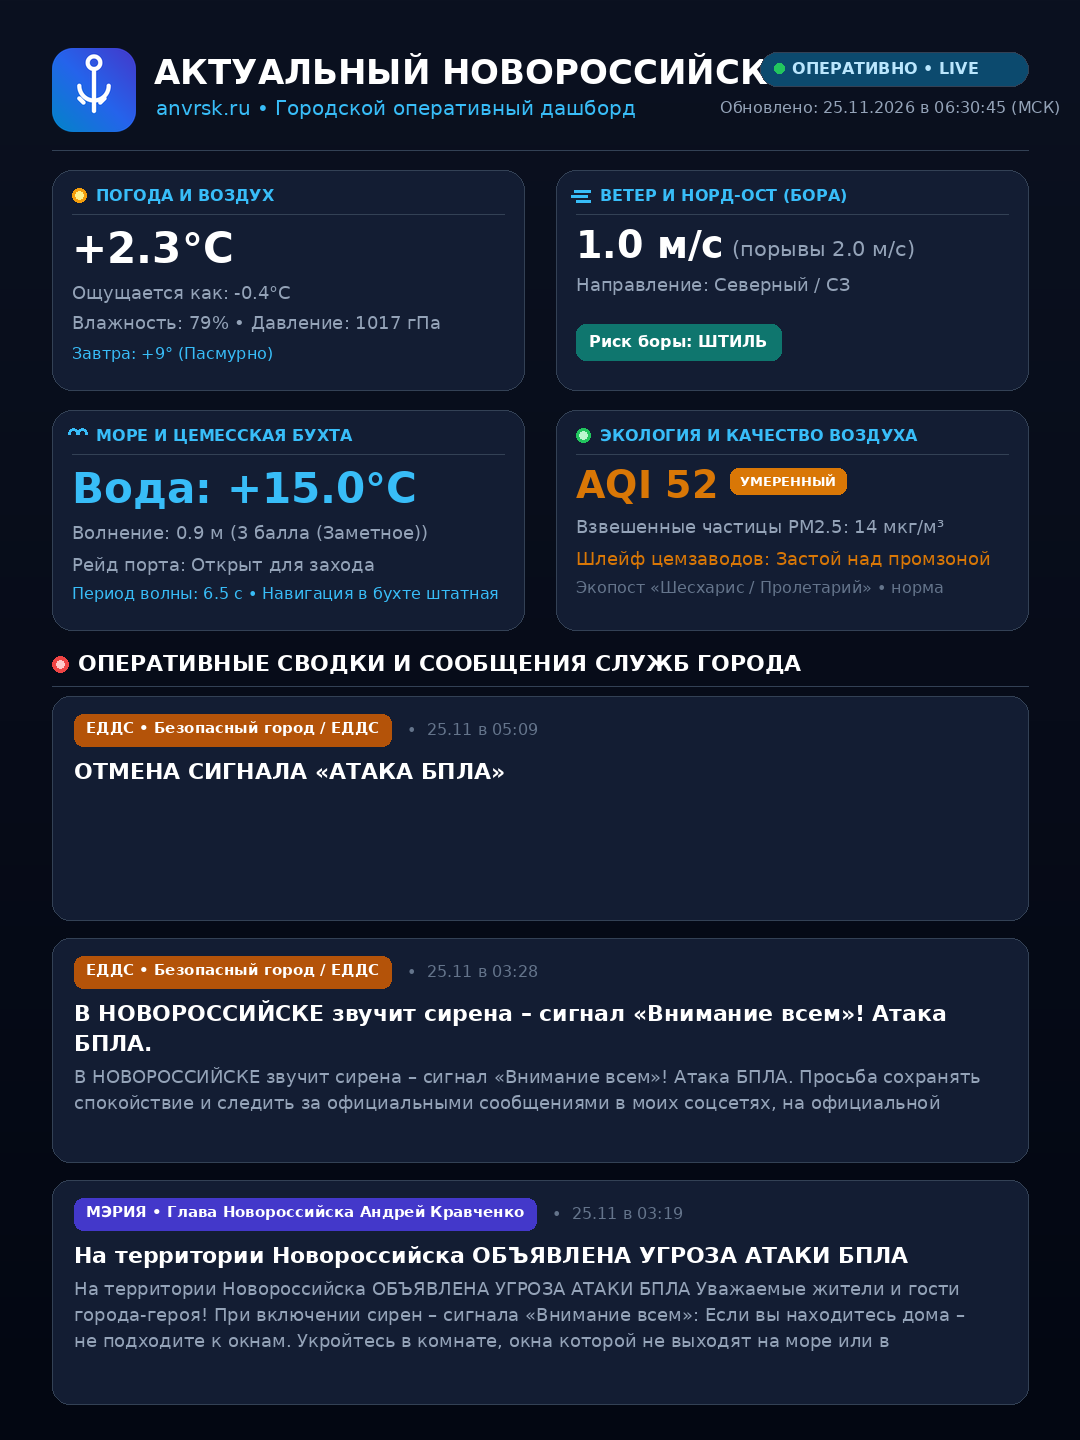 АКТУАЛЬНЫЙ НОВОРОССИЙСК
ОПЕРАТИВНО • LIVE
anvrsk.ru • Городской оперативный дашборд
Обновлено: 25.11.2026 в 06:30:45 (МСК)
ПОГОДА И ВОЗДУХ
+2.3°C
Ощущается как: -0.4°C
Влажность: 79% • Давление: 1017 гПа
Завтра: +9° (Пасмурно)
ВЕТЕР И НОРД-ОСТ (БОРА)
1.0 м/с (порывы 2.0 м/с)
Направление: Северный / СЗ
Риск боры: ШТИЛЬ
МОРЕ И ЦЕМЕССКАЯ БУХТА
Вода: +15.0°C
Волнение: 0.9 м (3 балла (Заметное))
Рейд порта: Открыт для захода
Период волны: 6.5 с • Навигация в бухте штатная
ЭКОЛОГИЯ И КАЧЕСТВО ВОЗДУХА
AQI 52 УМЕРЕННЫЙ
Взвешенные частицы PM2.5: 14 мкг/м³
Шлейф цемзаводов: Застой над промзоной
Экопост «Шесхарис / Пролетарий» • норма
ОПЕРАТИВНЫЕ СВОДКИ И СООБЩЕНИЯ СЛУЖБ ГОРОДА
ЕДДС • Безопасный город / ЕДДС • 25.11 в 05:09
ОТМЕНА СИГНАЛА «АТАКА БПЛА»
ЕДДС • Безопасный город / ЕДДС • 25.11 в 03:28
В НОВОРОССИЙСКЕ звучит сирена – сигнал «Внимание всем»! Атака
БПЛА.
В НОВОРОССИЙСКЕ звучит сирена – сигнал «Внимание всем»! Атака БПЛА. Просьба сохранять
спокойствие и следить за официальными сообщениями в моих соцсетях, на официальной
МЭРИЯ • Глава Новороссийска Андрей Кравченко • 25.11 в 03:19
На территории Новороссийска ОБЪЯВЛЕНА УГРОЗА АТАКИ БПЛА
На территории Новороссийска ОБЪЯВЛЕНА УГРОЗА АТАКИ БПЛА Уважаемые жители и гости
города-героя! При включении сирен – сигнала «Внимание всем»: Если вы находитесь дома –
не подходите к окнам. Укройтесь в комнате, окна которой не выходят на море или в